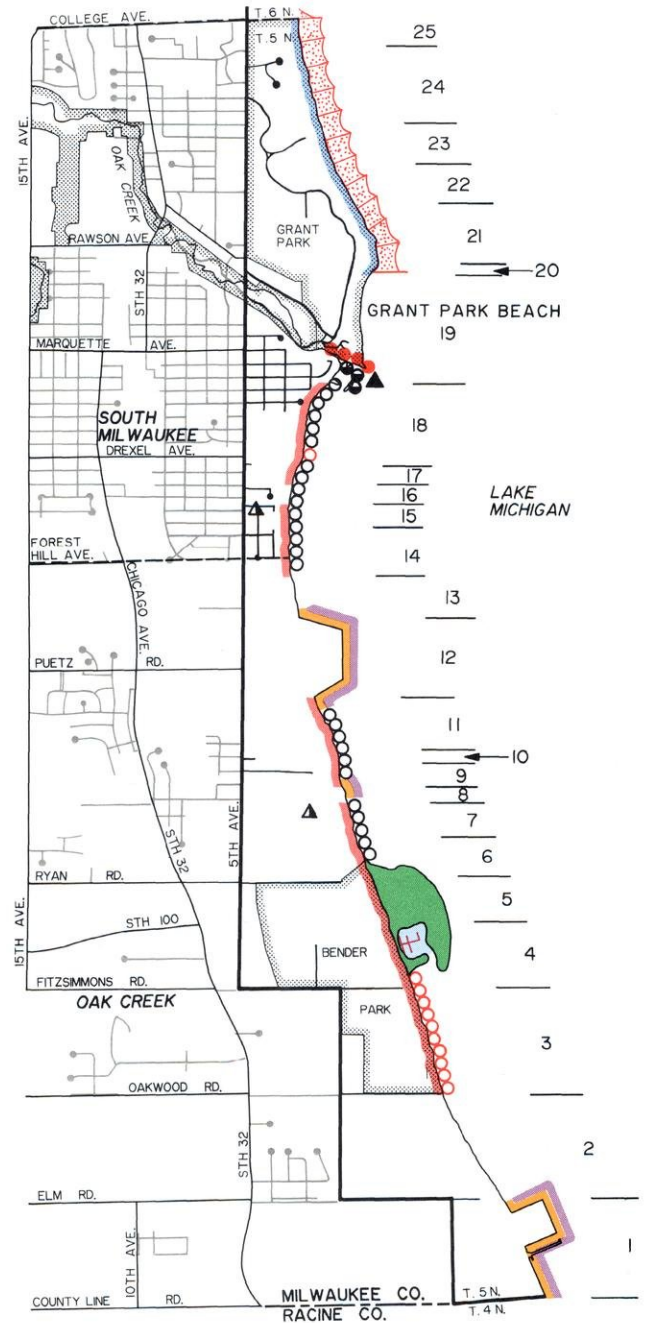 COLLEGE AVE.
T. 6 N.
T. 5 N.
25
24
23
22
21
20
15TH AVE.
OAK CREEK
GRANT
PARK
RAWSON AVE.
STH 32
GRANT PARK BEACH
19
MARQUETTE AVE.
18
SOUTH
MILWAUKEE
DREXEL AVE.
17
16
15
LAKE
MICHIGAN
FOREST
HILL AVE.
14
CHICAGO AVE.
13
12
PUETZ RD.
11
10
9
8
7
STH 32
5TH AVE.
6
RYAN RD.
5
15TH AVE.
STH 100
BENDER
4
FITZSIMMONS RD.
OAK CREEK
PARK
3
OAKWOOD RD.
STH 32
2
ELM RD.
10TH AVE.
1
COUNTY LINE RD.
MILWAUKEE CO.
RACINE CO.
T. 5 N.
T. 4 N.